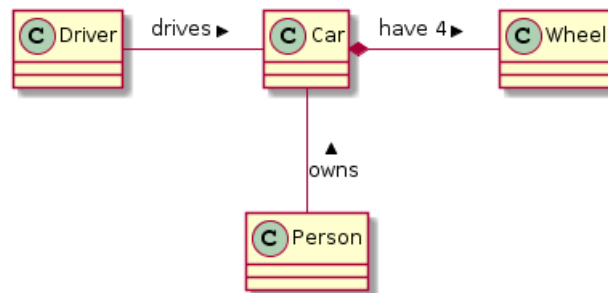 C Driver drives ▶ C Car have 4 ▶ C Wheel
▲
owns
C Person